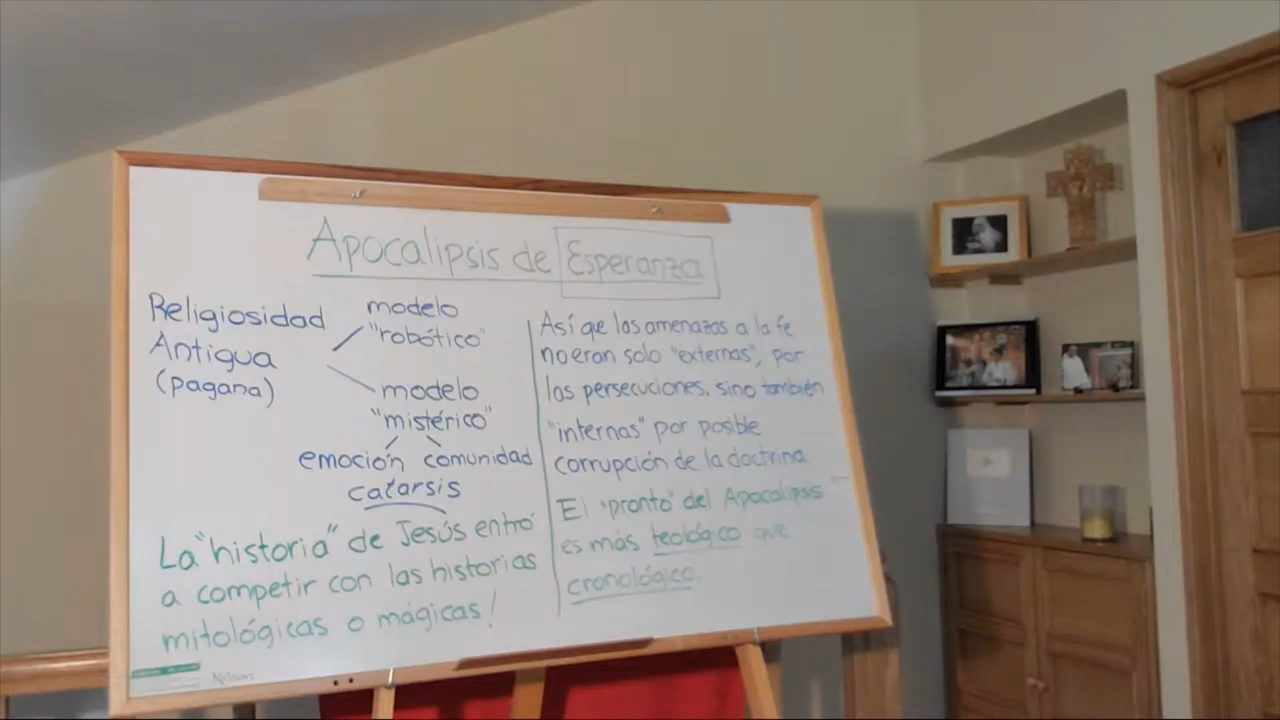 Apocalipsis de Esperanza
Religiosidad
Antigua
(pagana)
modelo
"robótico"
modelo
"mistérico"
emoción comunidad
catarsis
La "historia" de Jesús entró
a competir con las historias
mitológicas o mágicas!
Así que las amenazas a la fe
no eran solo "externas", por
las persecuciones, sino también
"internas" por posible
corrupción de la doctrina
El "pronto" del Apocalipsis
es más teológico que
cronológico.
Nelson